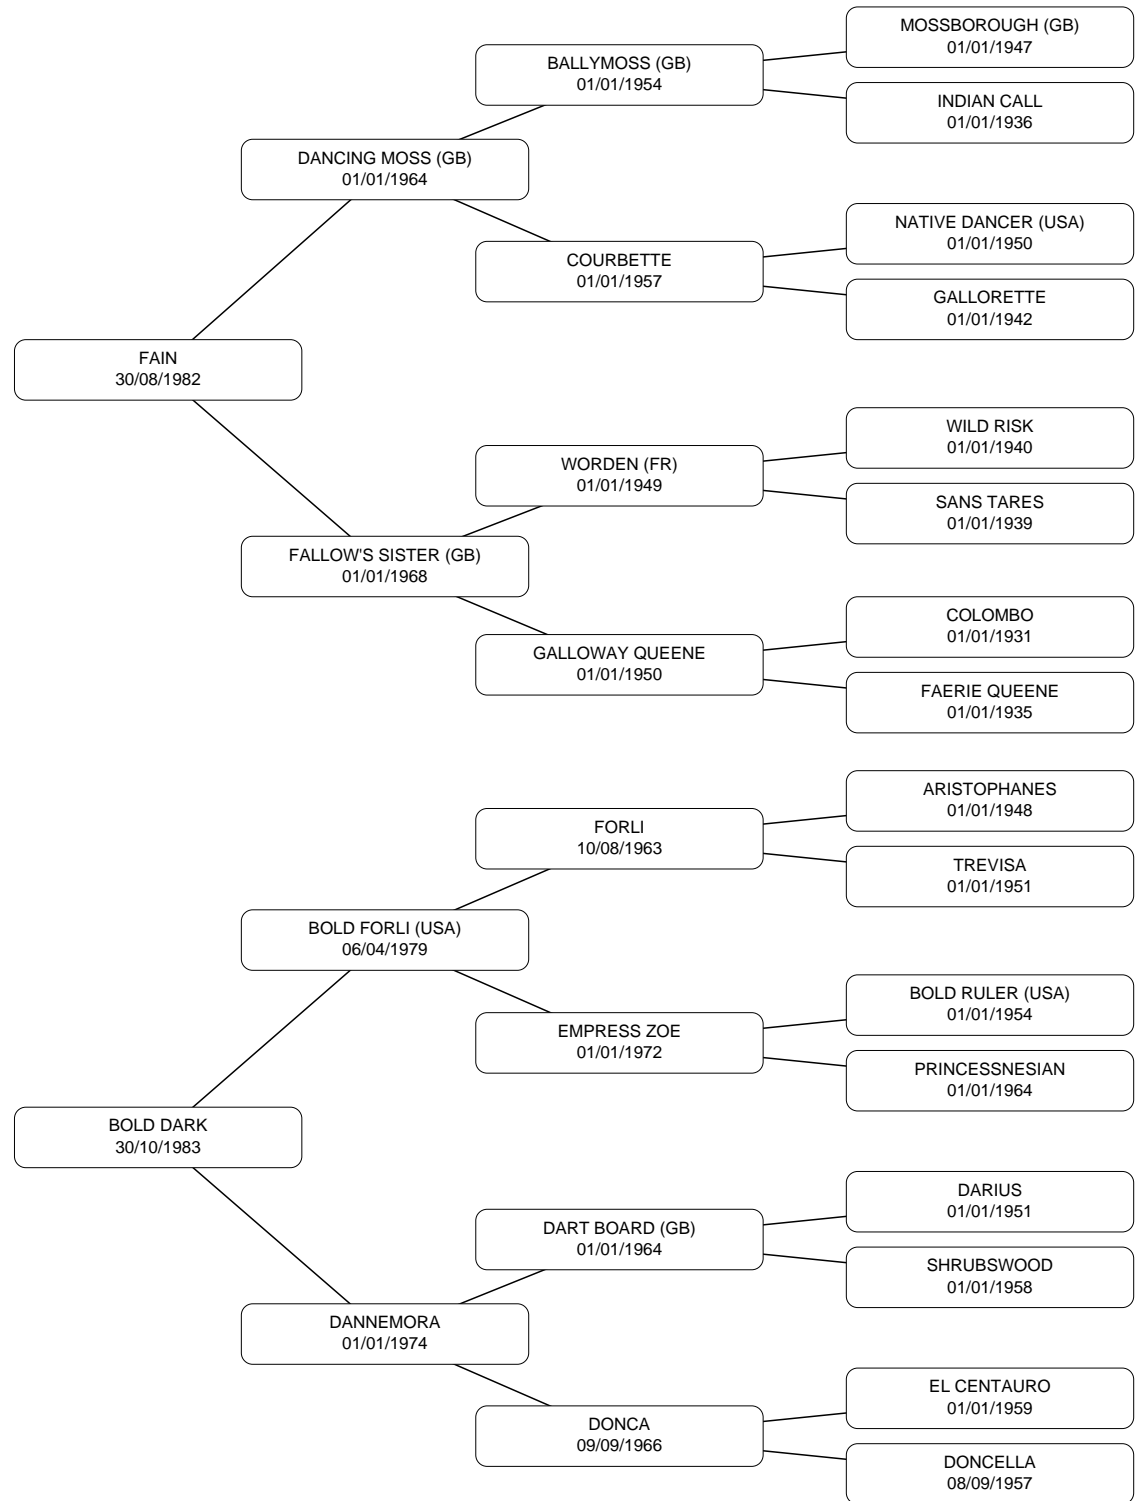 MOSSBOROUGH (GB)
01/01/1947
BALLYMOSS (GB)
01/01/1954
INDIAN CALL
01/01/1936
DANCING MOSS (GB)
01/01/1964
NATIVE DANCER (USA)
01/01/1950
COURBETTE
01/01/1957
GALLORETTE
01/01/1942
FAIN
30/08/1982
WILD RISK
01/01/1940
WORDEN (FR)
01/01/1949
SANS TARES
01/01/1939
FALLOW'S SISTER (GB)
01/01/1968
COLOMBO
01/01/1931
GALLOWAY QUEENE
01/01/1950
FAERIE QUEENE
01/01/1935
ARISTOPHANES
01/01/1948
FORLI
10/08/1963
TREVISA
01/01/1951
BOLD FORLI (USA)
06/04/1979
BOLD RULER (USA)
01/01/1954
EMPRESS ZOE
01/01/1972
PRINCESSNESIAN
01/01/1964
BOLD DARK
30/10/1983
DARIUS
01/01/1951
DART BOARD (GB)
01/01/1964
SHRUBSWOOD
01/01/1958
DANNEMORA
01/01/1974
EL CENTAURO
01/01/1959
DONCA
09/09/1966
DONCELLA
08/09/1957